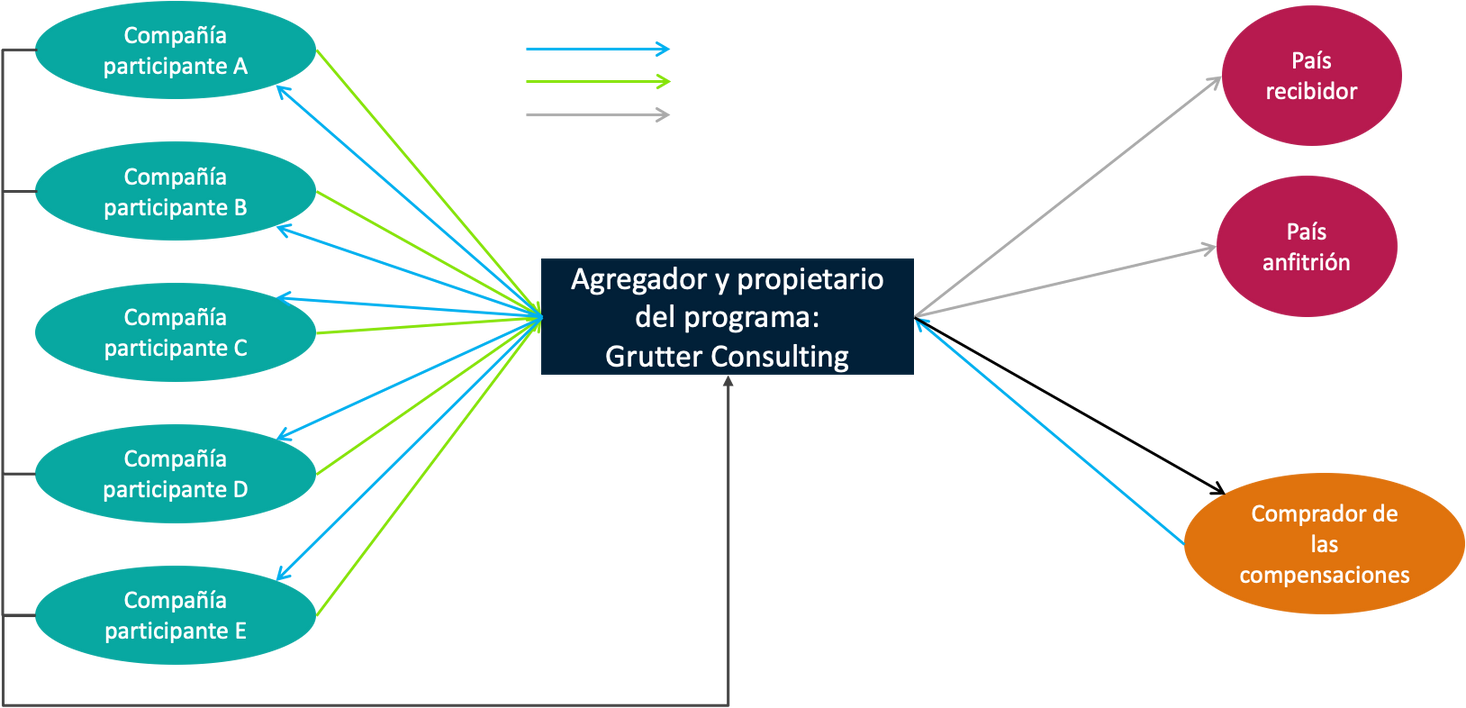 Compañía
participante A
Compañía
participante B
Compañía
participante C
Compañía
participante D
Compañía
participante E
Agregador y propietario
del programa:
Grutter Consulting
País
recibidor
País
anfitrión
Comprador de
las
compensaciones